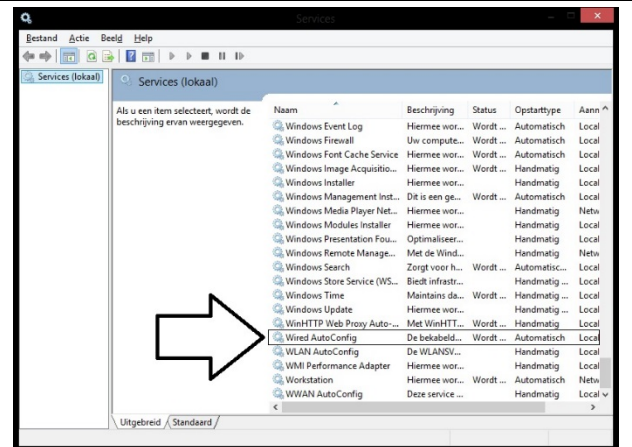 Services
Bestand Actie Beeld Help
Services (lokaal)
Services (lokaal)
Als u een item selecteert, wordt de
beschrijving ervan weergegeven.
Naam Beschrijving Status Opstarttype Aanm
Windows Event Log Hiermee wor... Wordt ... Automatisch Local
Windows Firewall Uw compute... Wordt ... Automatisch Local
Windows Font Cache Service Hiermee wor... Wordt ... Automatisch Local
Windows Image Acquisitio... Hiermee wor... Wordt ... Handmatig Local
Windows Installer Hiermee wor... Handmatig Local
Windows Management Inst... Dit is een ge... Wordt ... Automatisch Local
Windows Media Player Net... Hiermee wor... Handmatig Netw
Windows Modules Installer Hiermee wor... Handmatig Local
Windows Presentation Fou... Optimaliseer... Handmatig Local
Windows Remote Manage... Met de Wind... Handmatig Netw
Windows Search Zorgt voor h... Wordt ... Automatisc... Local
Windows Store Service (WS... Biedt infrastr... Handmatig ... Local
Windows Time Maintains da... Wordt ... Handmatig ... Local
Windows Update Hiermee wor... Handmatig ... Local
WinHTTP Web Proxy Auto-... Met WinHTT... Wordt ... Handmatig Local
Wired AutoConfig De bekabeld... Wordt ... Automatisch Local
WLAN AutoConfig De WLANSV... Handmatig Local
WMI Performance Adapter Hiermee wor... Handmatig Local
Workstation Hiermee wor... Wordt ... Automatisch Netw
WWAN AutoConfig Deze service ... Handmatig Local
Uitgebreid Standaard